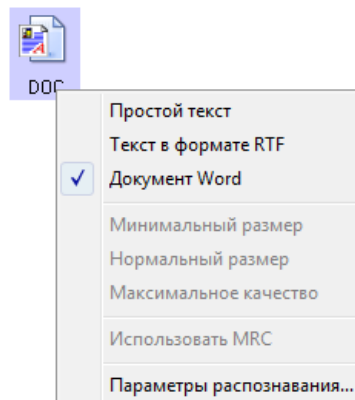 DOC
Простой текст
Текст в формате RTF
Документ Word
Минимальный размер
Нормальный размер
Максимальное качество
Использовать MRC
Параметры распознавания...